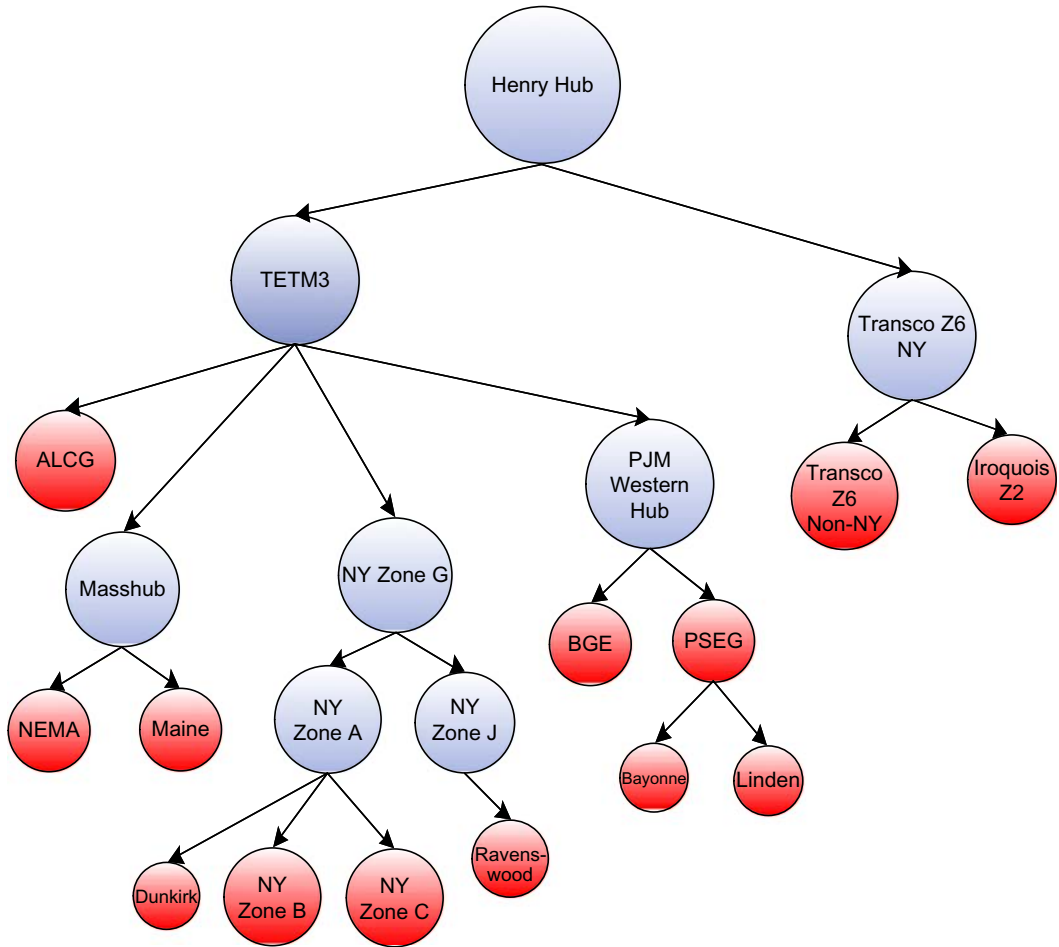 Henry Hub
TETM3
Transco Z6
NY
ALCG
PJM
Western
Hub
Transco
Z6
Non-NY
Iroquois
Z2
Masshub
NY Zone G
BGE
PSEG
NEMA
Maine
NY
Zone A
NY
Zone J
Bayonne
Linden
Dunkirk
NY
Zone B
NY
Zone C
Ravens-
wood